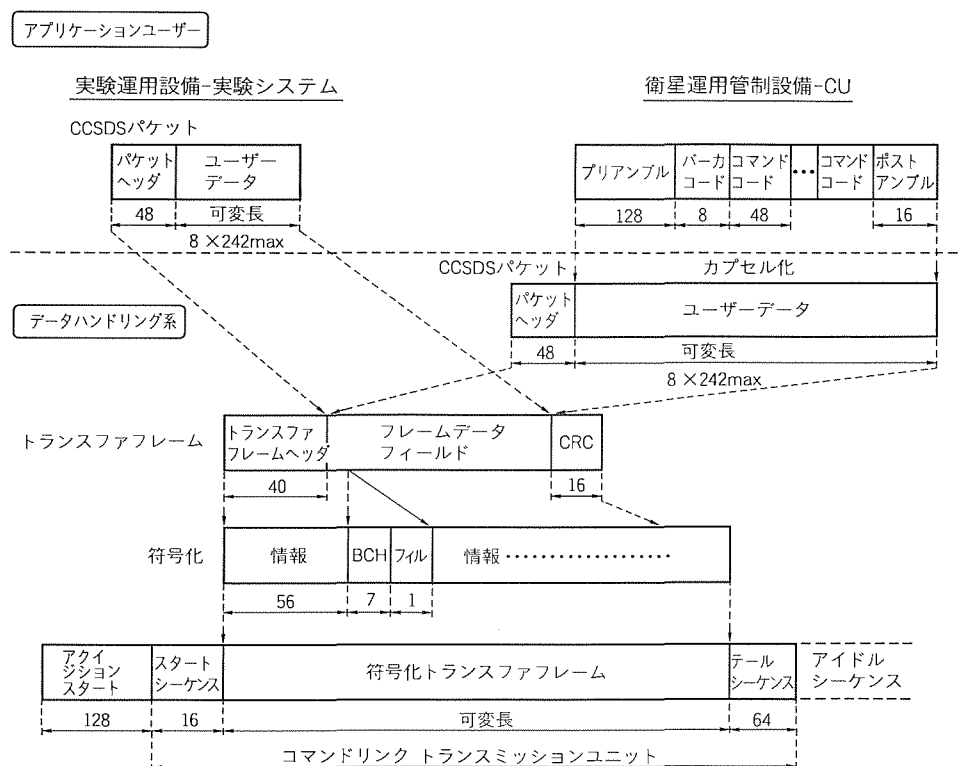 アプリケーションユーザー
実験運用設備-実験システム
衛星運用管制設備-CU
CCSDSパケット
パケット
ヘッダ
ユーザー
データ
プリアンブル
バーカ
コード
コマンド
コード
•••
コマンド
コード
ポスト
アンブル
48
可変長
128
8
48
16
8×242max
CCSDSパケット
カプセル化
データハンドリング系
パケット
ヘッダ
ユーザーデータ
48
可変長
8×242max
トランスファフレーム
トランスファ
フレームヘッダ
フレームデータ
フィールド
CRC
40
16
符号化
情報
BCH
フィル
情報･･･････････････････
56
7
1
アクイ
ジション
スタート
スタート
シーケンス
符号化トランスファフレーム
テール
シーケンス
アイドル
シーケンス
128
16
可変長
64
コマンドリンク トランスミッションユニット